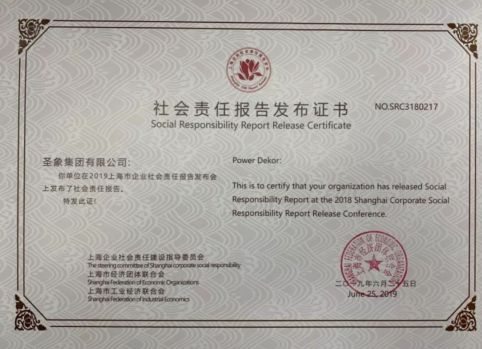 社会责任报告发布证书
NO.SRC3180217
Social Responsibility Report Release Certificate
圣象集团有限公司：
你单位在2019上海市企业社会责任报告发布会
上发布了社会责任报告。
特发此证！
Power Dekor:
This is to certify that your organization has released Social
Responsibility Report at the 2018 Shanghai Corporate Social
Responsibility Report Release Conference.
上海企业社会责任建设指导委员会
The steering committee of Shanghai corporate social responsibility
上海市经济团体联合会
Shanghai Federation of Economic Organizations
上海市工业经济联合会
Shanghai Federation of Industrial Economics
二〇一九年六月二十五日
June 25, 2019